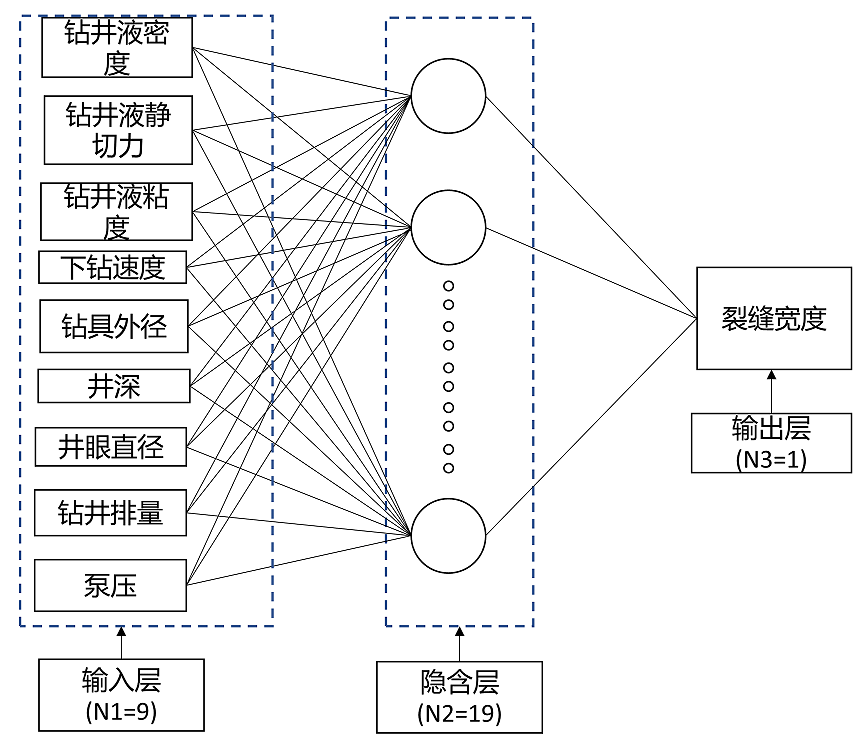 钻井液密
度
钻井液静
切力
钻井液粘
度
下钻速度
钻具外径
井深
井眼直径
钻井排量
泵压
输入层
(N1=9)
隐含层
(N2=19)
裂缝宽度
输出层
(N3=1)